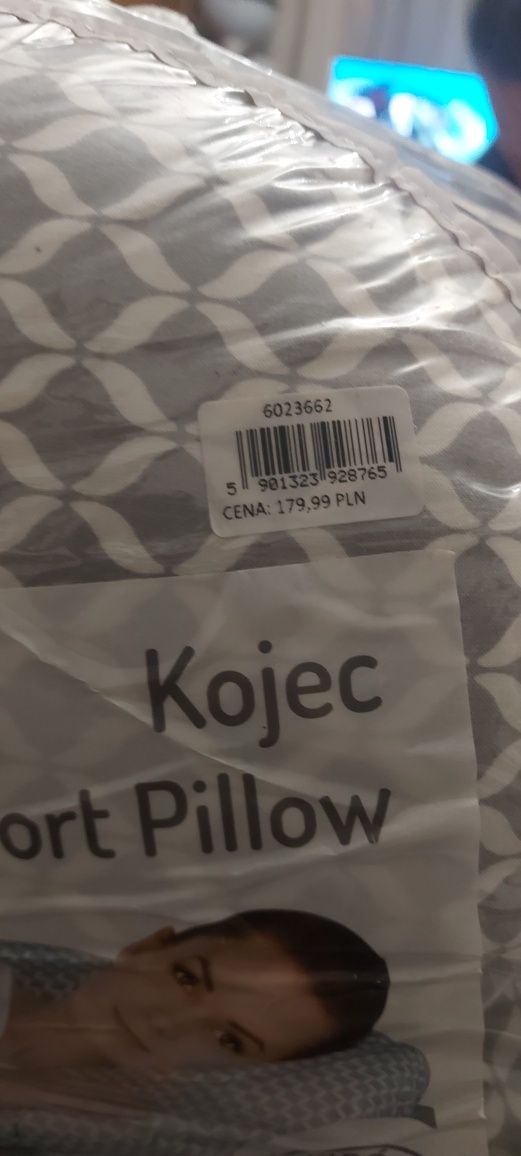 6023662
5 901323 928765
CENA: 179,99 PLN
Kojec
ort Pillow